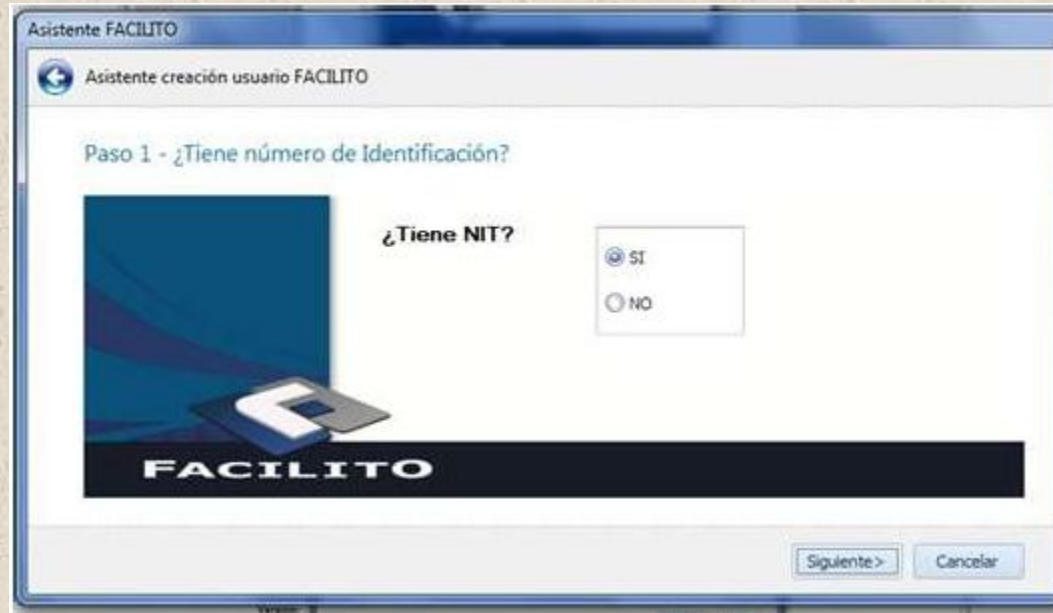 Asistente FACILITO
Asistente creación usuario FACILITO
Paso 1 - ¿Tiene número de Identificación?
¿Tiene NIT?
SI
NO
FACILITO
Siguiente >
Cancelar